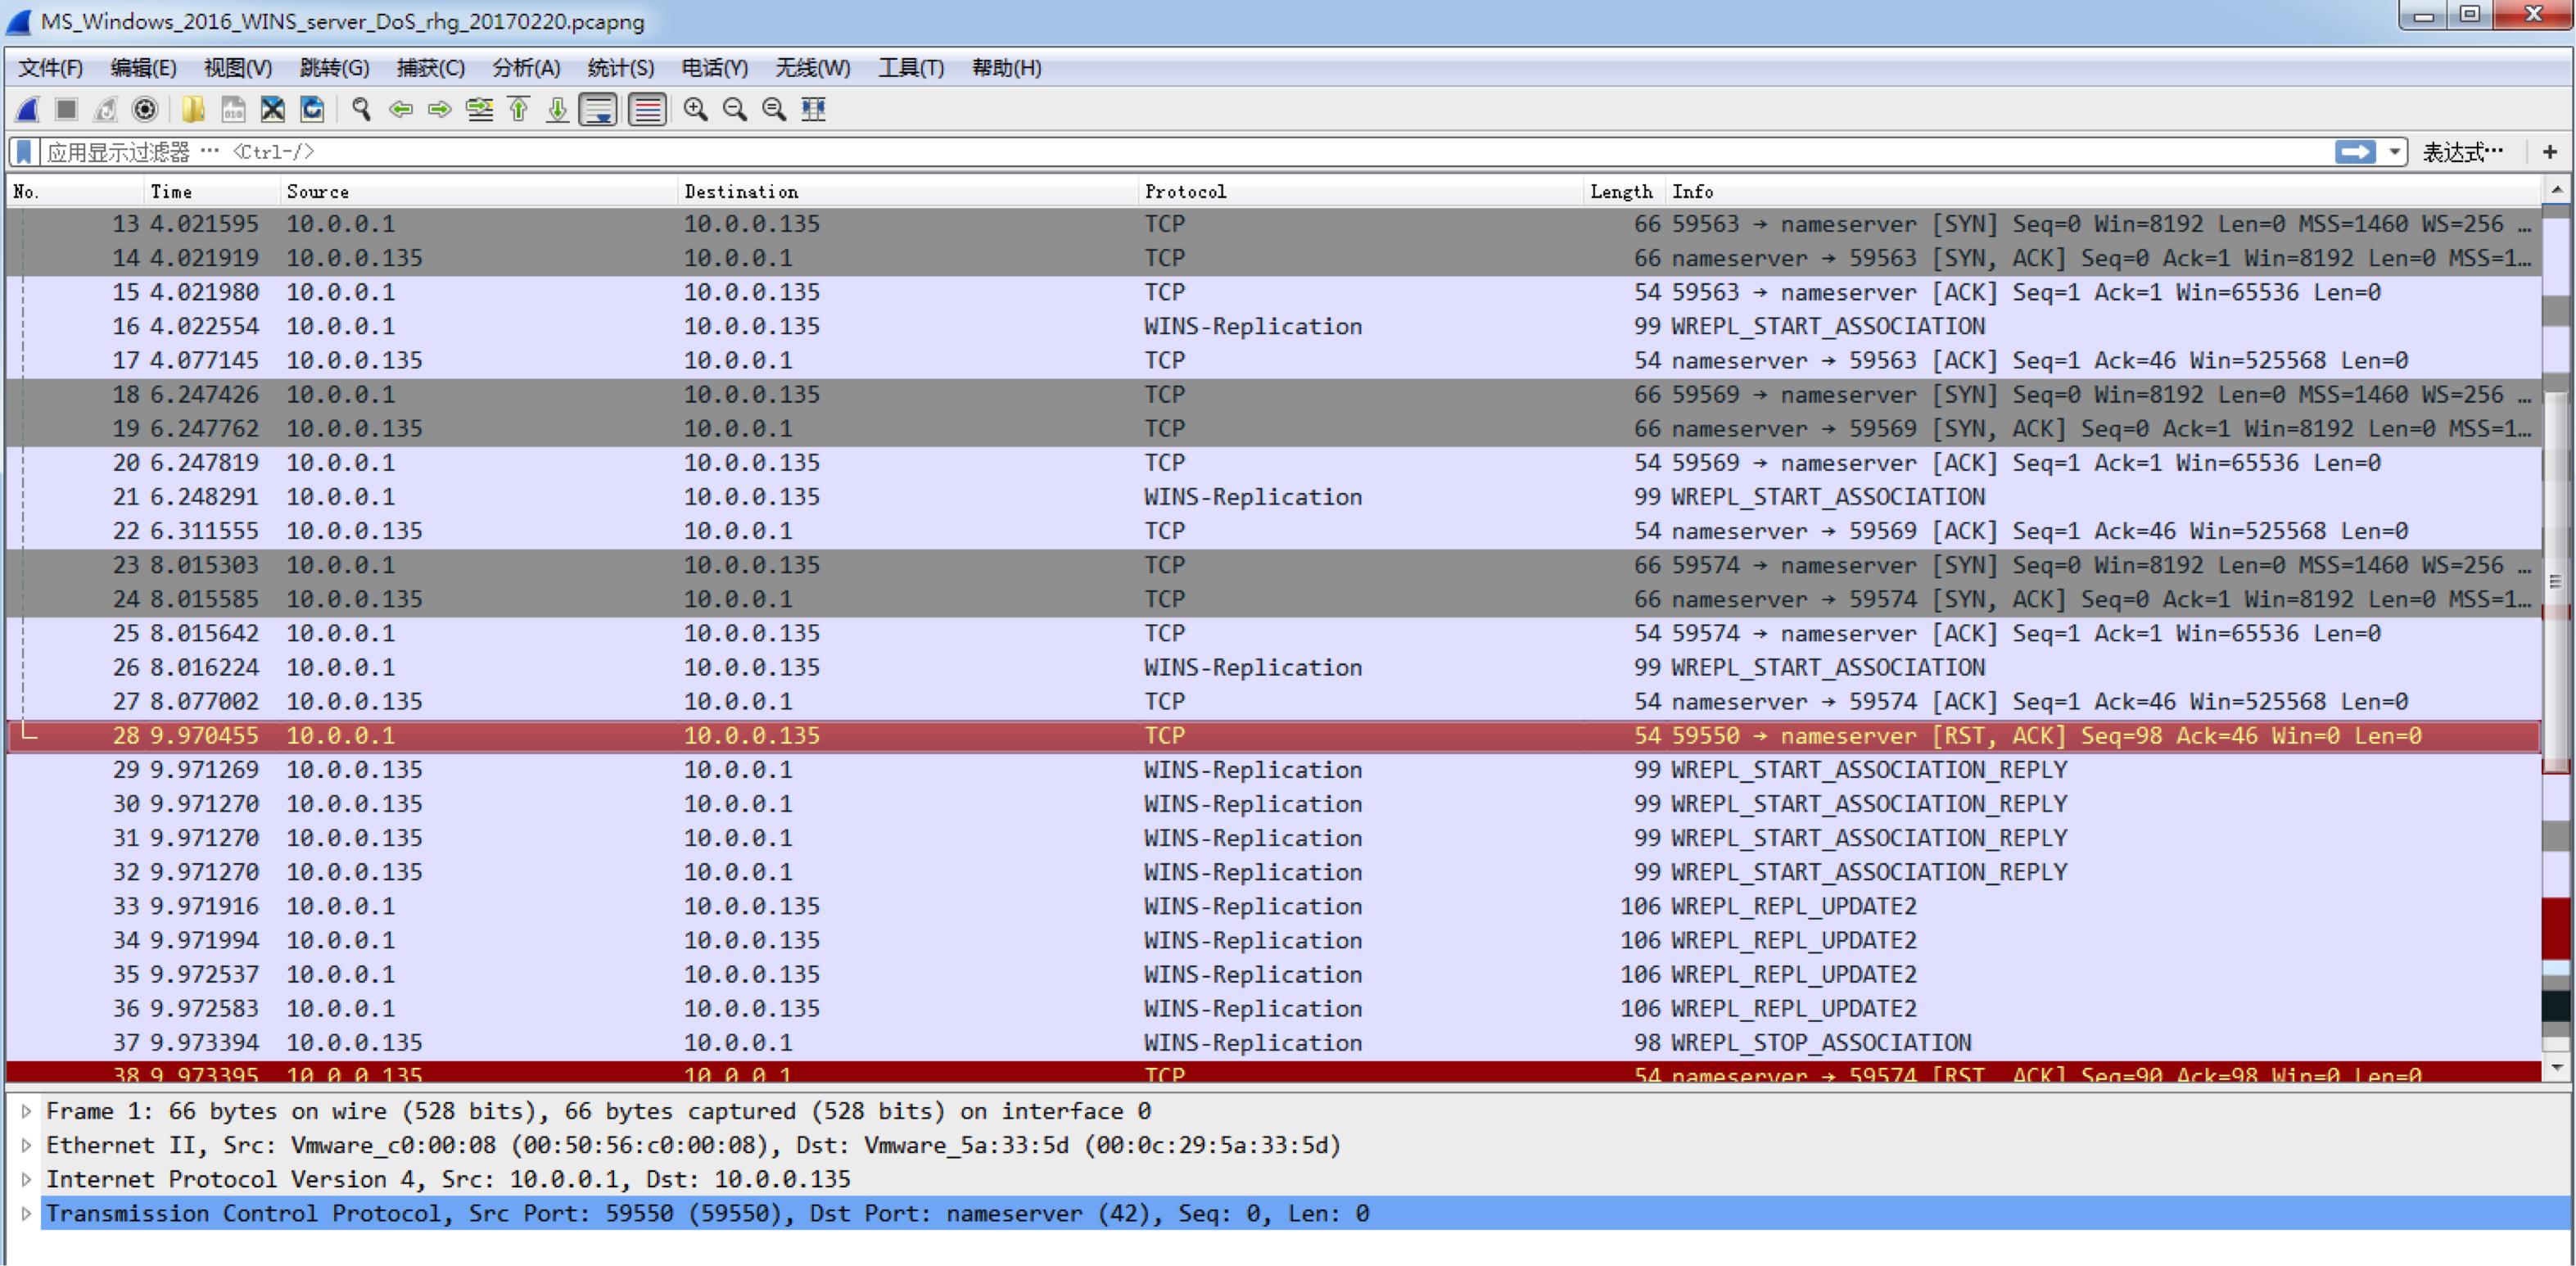 MS_Windows_2016_WINS_server_DoS_rhg_20170220.pcapng
文件(F) 编辑(E) 视图(V) 跳转(G) 捕获(C) 分析(A) 统计(S) 电话(Y) 无线(W) 工具(T) 帮助(H)
应用显示过滤器 … <Ctrl-/> 表达式… +
No. Time Source Destination Protocol Length Info
13 4.021595 10.0.0.1 10.0.0.135 TCP 66 59563 → nameserver [SYN] Seq=0 Win=8192 Len=0 MSS=1460 WS=256 …
14 4.021919 10.0.0.135 10.0.0.1 TCP 66 nameserver → 59563 [SYN, ACK] Seq=0 Ack=1 Win=8192 Len=0 MSS=1…
15 4.021980 10.0.0.1 10.0.0.135 TCP 54 59563 → nameserver [ACK] Seq=1 Ack=1 Win=65536 Len=0
16 4.022554 10.0.0.1 10.0.0.135 WINS-Replication 99 WREPL_START_ASSOCIATION
17 4.077145 10.0.0.135 10.0.0.1 TCP 54 nameserver → 59563 [ACK] Seq=1 Ack=46 Win=525568 Len=0
18 6.247426 10.0.0.1 10.0.0.135 TCP 66 59569 → nameserver [SYN] Seq=0 Win=8192 Len=0 MSS=1460 WS=256 …
19 6.247762 10.0.0.135 10.0.0.1 TCP 66 nameserver → 59569 [SYN, ACK] Seq=0 Ack=1 Win=8192 Len=0 MSS=1…
20 6.247819 10.0.0.1 10.0.0.135 TCP 54 59569 → nameserver [ACK] Seq=1 Ack=1 Win=65536 Len=0
21 6.248291 10.0.0.1 10.0.0.135 WINS-Replication 99 WREPL_START_ASSOCIATION
22 6.311555 10.0.0.135 10.0.0.1 TCP 54 nameserver → 59569 [ACK] Seq=1 Ack=46 Win=525568 Len=0
23 8.015303 10.0.0.1 10.0.0.135 TCP 66 59574 → nameserver [SYN] Seq=0 Win=8192 Len=0 MSS=1460 WS=256 …
24 8.015585 10.0.0.135 10.0.0.1 TCP 66 nameserver → 59574 [SYN, ACK] Seq=0 Ack=1 Win=8192 Len=0 MSS=1…
25 8.015642 10.0.0.1 10.0.0.135 TCP 54 59574 → nameserver [ACK] Seq=1 Ack=1 Win=65536 Len=0
26 8.016224 10.0.0.1 10.0.0.135 WINS-Replication 99 WREPL_START_ASSOCIATION
27 8.077002 10.0.0.135 10.0.0.1 TCP 54 nameserver → 59574 [ACK] Seq=1 Ack=46 Win=525568 Len=0
28 9.970455 10.0.0.1 10.0.0.135 TCP 54 59550 → nameserver [RST, ACK] Seq=98 Ack=46 Win=0 Len=0
29 9.971269 10.0.0.135 10.0.0.1 WINS-Replication 99 WREPL_START_ASSOCIATION_REPLY
30 9.971270 10.0.0.135 10.0.0.1 WINS-Replication 99 WREPL_START_ASSOCIATION_REPLY
31 9.971270 10.0.0.135 10.0.0.1 WINS-Replication 99 WREPL_START_ASSOCIATION_REPLY
32 9.971270 10.0.0.135 10.0.0.1 WINS-Replication 99 WREPL_START_ASSOCIATION_REPLY
33 9.971916 10.0.0.1 10.0.0.135 WINS-Replication 106 WREPL_REPL_UPDATE2
34 9.971994 10.0.0.1 10.0.0.135 WINS-Replication 106 WREPL_REPL_UPDATE2
35 9.972537 10.0.0.1 10.0.0.135 WINS-Replication 106 WREPL_REPL_UPDATE2
36 9.972583 10.0.0.1 10.0.0.135 WINS-Replication 106 WREPL_REPL_UPDATE2
37 9.973394 10.0.0.135 10.0.0.1 WINS-Replication 98 WREPL_STOP_ASSOCIATION
38 9.973395 10.0.0.135 10.0.0.1 TCP 54 nameserver → 59574 [RST, ACK] Seq=90 Ack=98 Win=0 Len=0
Frame 1: 66 bytes on wire (528 bits), 66 bytes captured (528 bits) on interface 0
Ethernet II, Src: Vmware_c0:00:08 (00:50:56:c0:00:08), Dst: Vmware_5a:33:5d (00:0c:29:5a:33:5d)
Internet Protocol Version 4, Src: 10.0.0.1, Dst: 10.0.0.135
Transmission Control Protocol, Src Port: 59550 (59550), Dst Port: nameserver (42), Seq: 0, Len: 0